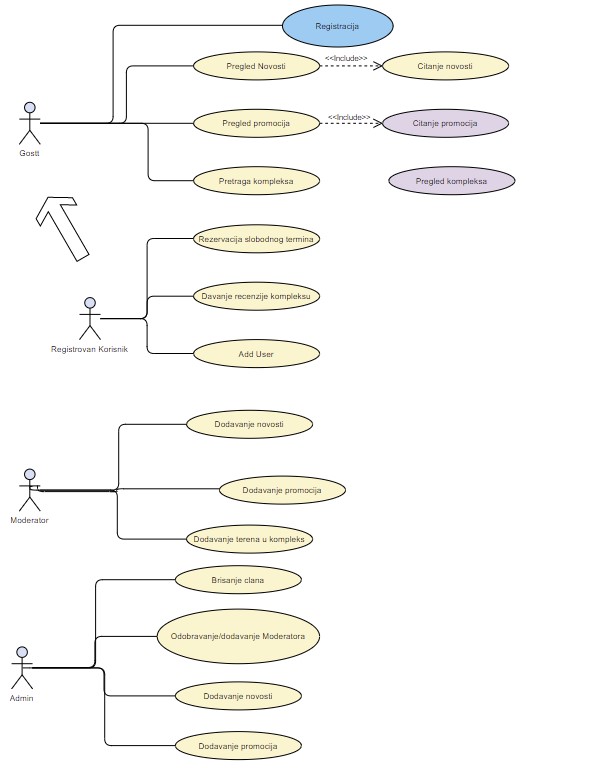 Registracija
Pregled Novosti
<<Include>>
Citanje novosti
Gostt
Pregled promocija
<<Include>>
Citanje promocija
Pretraga kompleksa
Pregled kompleksa
Rezervacija slobodnog termina
Davanje recenzije kompleksu
Registrovan Korisnik
Add User
Dodavanje novosti
Dodavanje promocija
Moderator
Dodavanje terena u kompleks
Brisanje clana
Odobravanje/dodavanje Moderatora
Admin
Dodavanje novosti
Dodavanje promocija